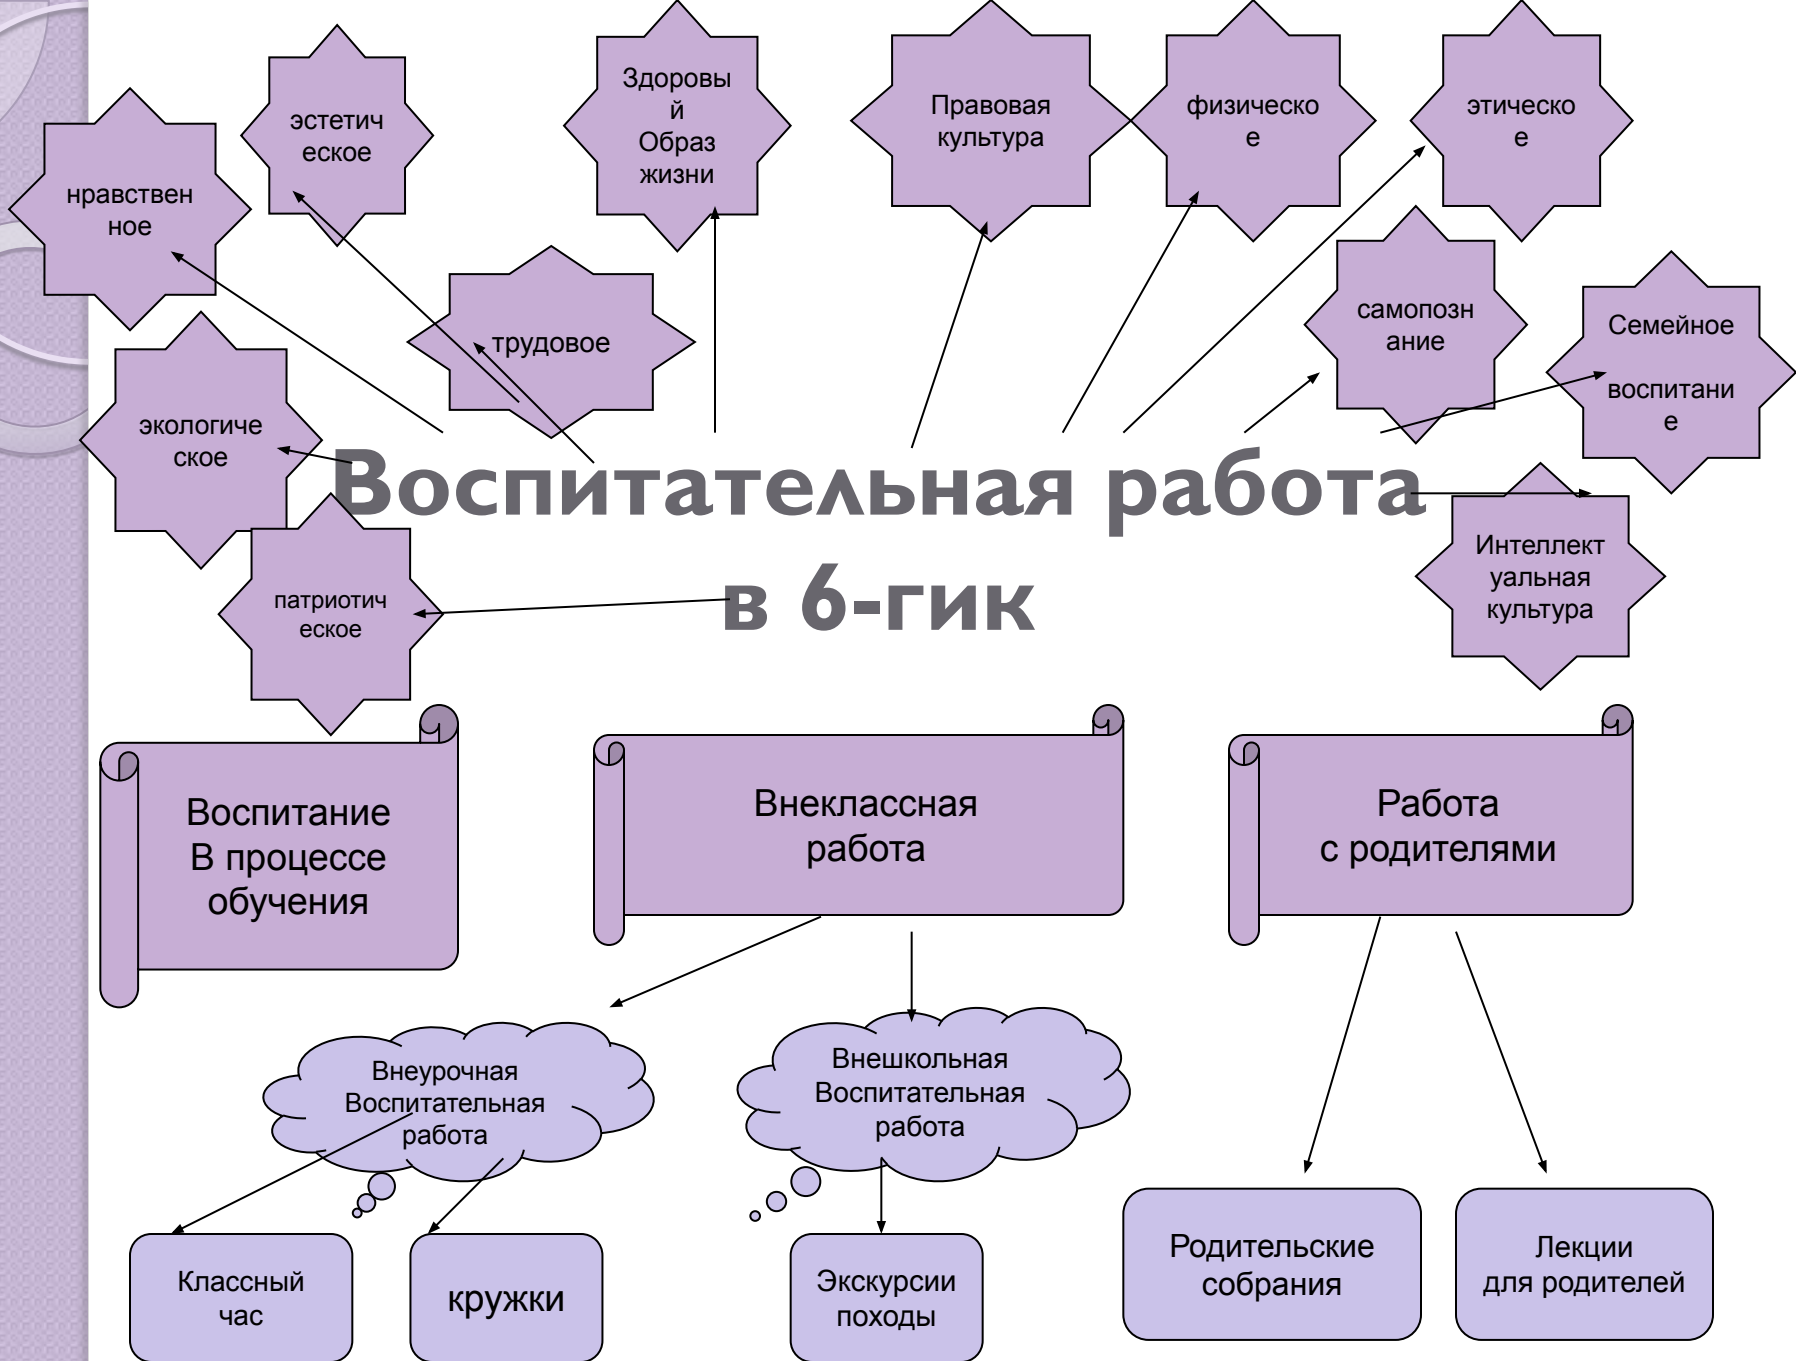 Здоровы
й
Образ
жизни
Правовая
культура
физическо
е
этическо
е
эстетич
еское
нравствен
ное
трудовое
самопозн
ание
Семейное
воспитани
е
экологиче
ское
Воспитательная работа
в 6-гик
Интеллект
уальная
культура
патриотич
еское
Воспитание
В процессе
обучения
Внеклассная
работа
Работа
с родителями
Внеурочная
Воспитательная
работа
Внешкольная
Воспитательная
работа
Классный
час
кружки
Экскурсии
походы
Родительские
собрания
Лекции
для родителей